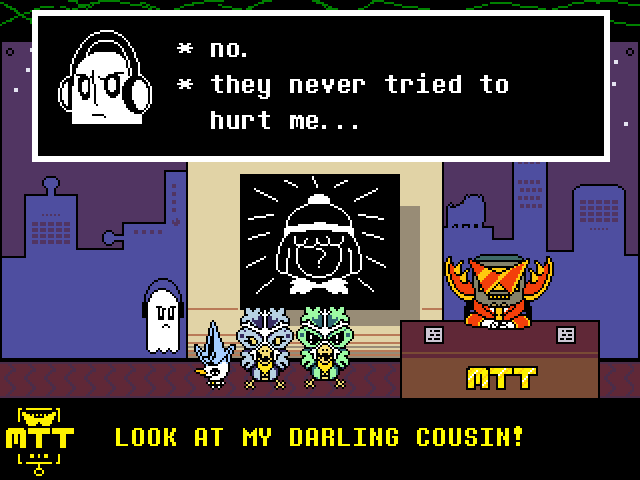 * no.
* they never tried to
hurt me...
?
MTT
MTT
LOOK AT MY DARLING COUSIN!